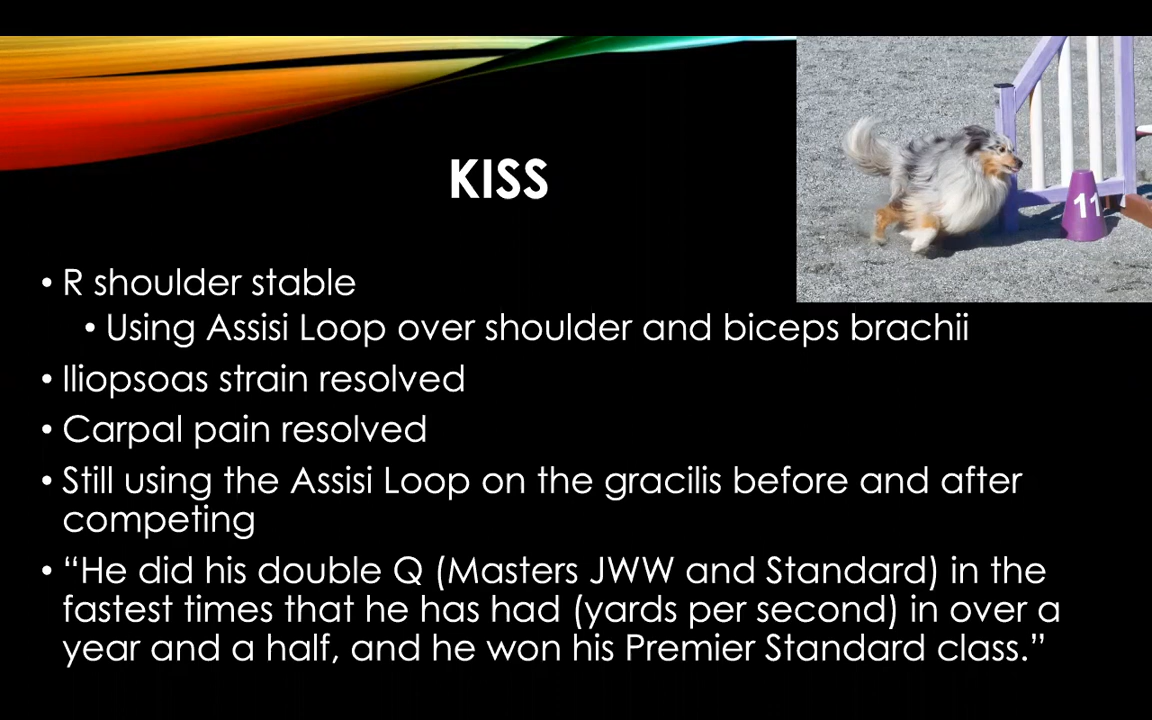 KISS
11
• R shoulder stable
• Using Assisi Loop over shoulder and biceps brachii
• Iliopsoas strain resolved
• Carpal pain resolved
• Still using the Assisi Loop on the gracilis before and after
competing
• “He did his double Q (Masters JWW and Standard) in the
fastest times that he has had (yards per second) in over a
year and a half, and he won his Premier Standard class.”